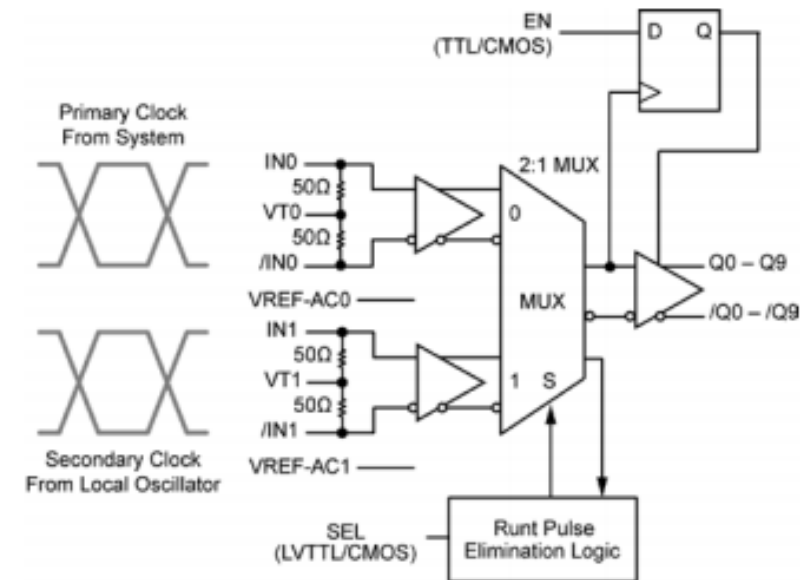 EN
(TTL/CMOS)
D
Q
Primary Clock
From System
IN0
50Ω
VT0
50Ω
/IN0
VREF-AC0
2:1 MUX
0
MUX
1
S
Q0 – Q9
/Q0 – /Q9
IN1
50Ω
VT1
50Ω
/IN1
VREF-AC1
Secondary Clock
From Local Oscillator
SEL
(LVTTL/CMOS)
Runt Pulse
Elimination Logic